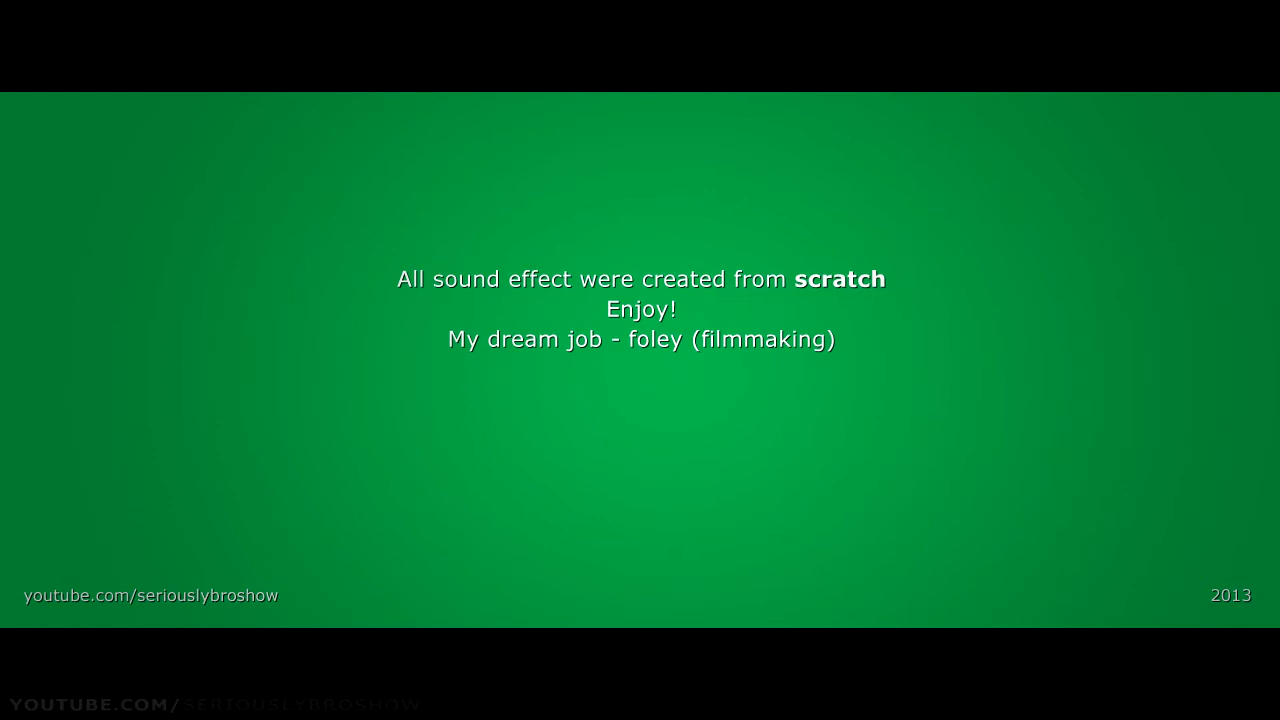 All sound effect were created from scratch
Enjoy!
My dream job - foley (filmmaking)
youtube.com/seriouslybroshow
2013
YOUTUBE.COM/SERIOUSLYBROSHOW